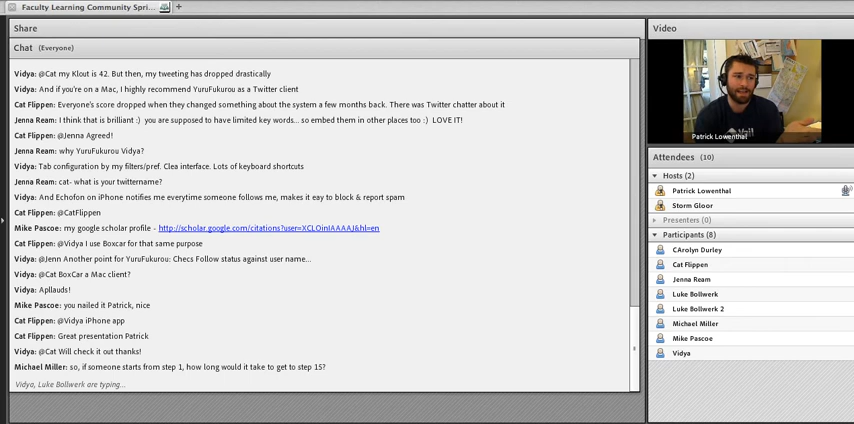 Faculty Learning Community Spri...
Share
Chat (Everyone)
Vidya: @Cat my Klout is 42. But then, my tweeting has dropped drastically
Vidya: And if you're on a Mac, I highly recommend YuruFukurou as a Twitter client
Cat Flippen: Everyone's score dropped when they changed something about the system a few months back. There was Twitter chatter about it
Jenna Ream: I think that is brilliant :) you are supposed to have limited key words... so embed them in other places too :) LOVE IT!
Cat Flippen: @Jenna Agreed!
Jenna Ream: why YuruFukurou Vidya?
Vidya: Tab configuration by my filters/pref. Clea interface. Lots of keyboard shortcuts
Jenna Ream: cat- what is your twittername?
Vidya: And Echofon on iPhone notifies me everytime someone follows me, makes it eay to block & report spam
Cat Flippen: @CatFlippen
Mike Pascoe: my google scholar profile - http://scholar.google.com/citations?user=XCLOinIAAAAJ&hl=en
Cat Flippen: @Vidya I use Boxcar for that same purpose
Vidya: @Jenn Another point for YuruFukurou: Checs Follow status against user name...
Vidya: @Cat BoxCar a Mac client?
Vidya: Apllauds!
Mike Pascoe: you nailed it Patrick, nice
Cat Flippen: @Vidya iPhone app
Cat Flippen: Great presentation Patrick
Vidya: @Cat Will check it out thanks!
Michael Miller: so, if someone starts from step 1, how long would it take to get to step 15?
Vidya, Luke Bollwerk are typing...
Video
Patrick Lowenthal
Attendees (10)
Hosts (2)
Patrick Lowenthal
Storm Gloor
Presenters (0)
Participants (8)
CArolyn Durley
Cat Flippen
Jenna Ream
Luke Bollwerk
Luke Bollwerk 2
Michael Miller
Mike Pascoe
Vidya